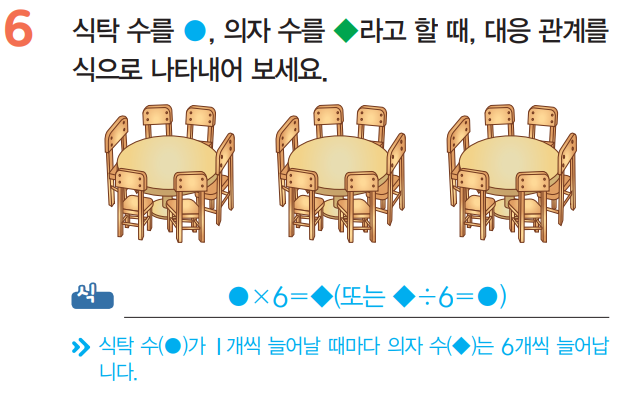 6
식탁 수를 ●, 의자 수를 ◆라고 할 때, 대응 관계를
식으로 나타내어 보세요.
식 ●×6=◆(또는 ◆÷6=●)
식탁 수(●)가 1개씩 늘어날 때마다 의자 수(◆)는 6개씩 늘어납
니다.